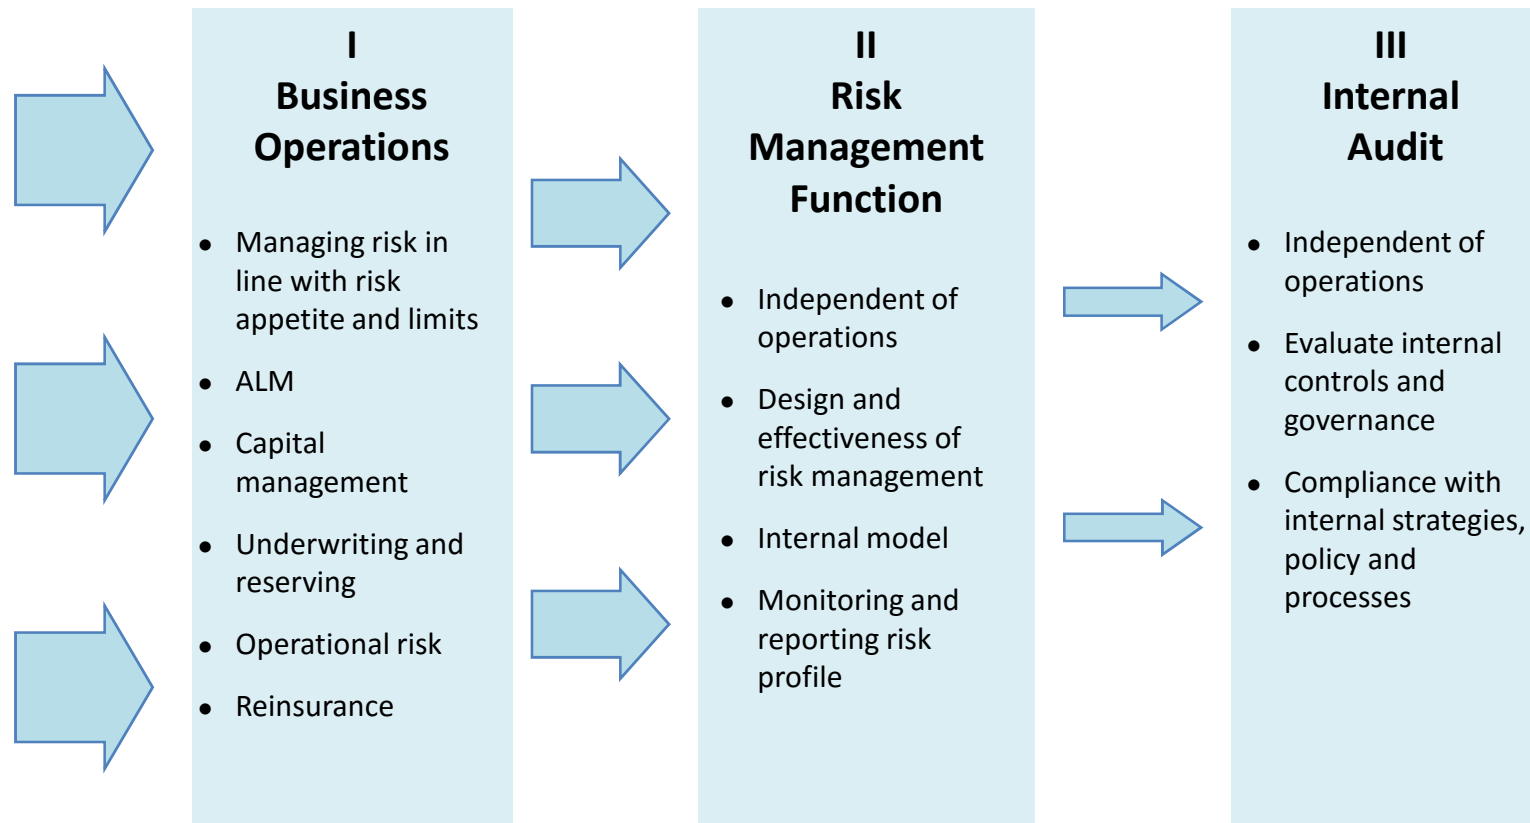 I
Business
Operations
● Managing risk in
line with risk
appetite and limits
● ALM
● Capital
management
● Underwriting and
reserving
● Operational risk
● Reinsurance
II
Risk
Management
Function
● Independent of
operations
● Design and
effectiveness of
risk management
● Internal model
● Monitoring and
reporting risk
profile
III
Internal
Audit
● Independent of
operations
● Evaluate internal
controls and
governance
● Compliance with
internal strategies,
policy and
processes